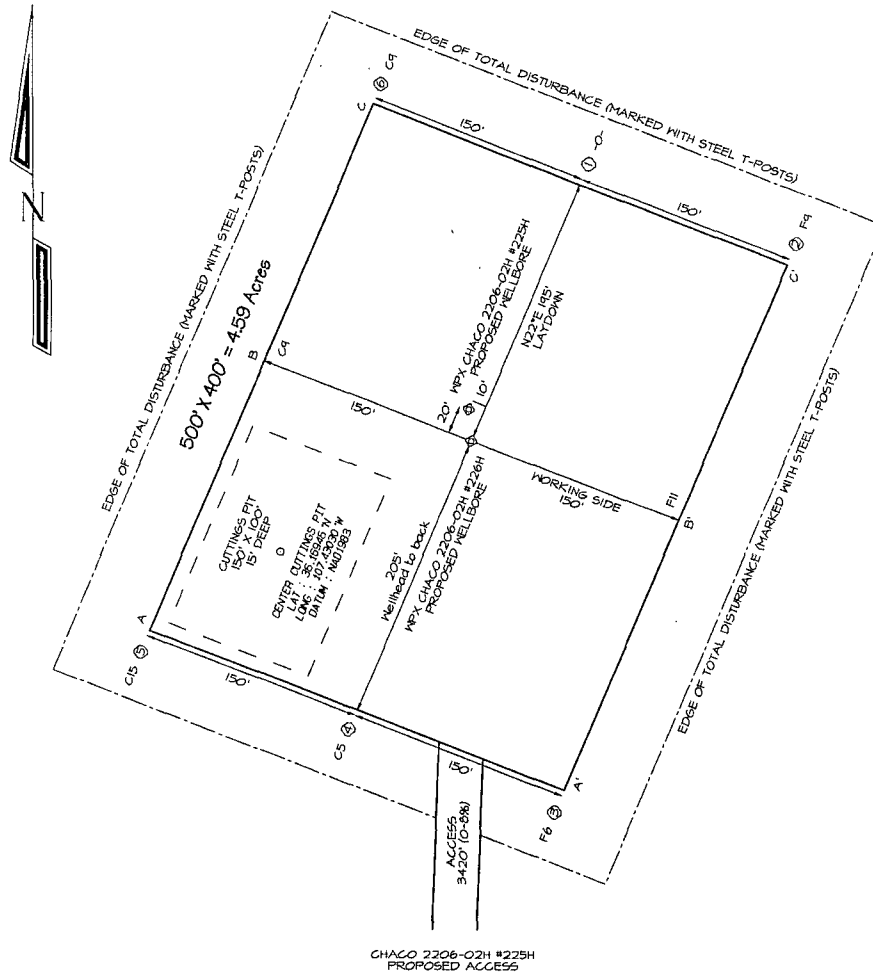 N
EDGE OF TOTAL DISTURBANCE (MARKED WITH STEEL T-POSTS)
C9
6
C
150'
1
150'
2
F9
C'
EDGE OF TOTAL DISTURBANCE (MARKED WITH STEEL T-POSTS)
500' X 400' = 4.59 Acres
B
C9
150'
20'
10'
WPX CHACO 2206-02H #225H
PROPOSED WELLBORE
N22°E 195'
LAYDOWN
CUTTINGS PIT
150' X 100'
15' DEEP
CENTER CUTTINGS PIT
LAT : 36.16946 °N
LONG : 107.43030 °W
DATUM : NAD1983
205'
Wellhead to back
WPX CHACO 2206-02H #226H
PROPOSED WELLBORE
WORKING SIDE
150'
F11
B'
A
C15
5
150'
C5
4
150'
F6
3
A'
EDGE OF TOTAL DISTURBANCE (MARKED WITH STEEL T-POSTS)
ACCESS
3420' (0-8%)
CHACO 2206-02H #225H
PROPOSED ACCESS